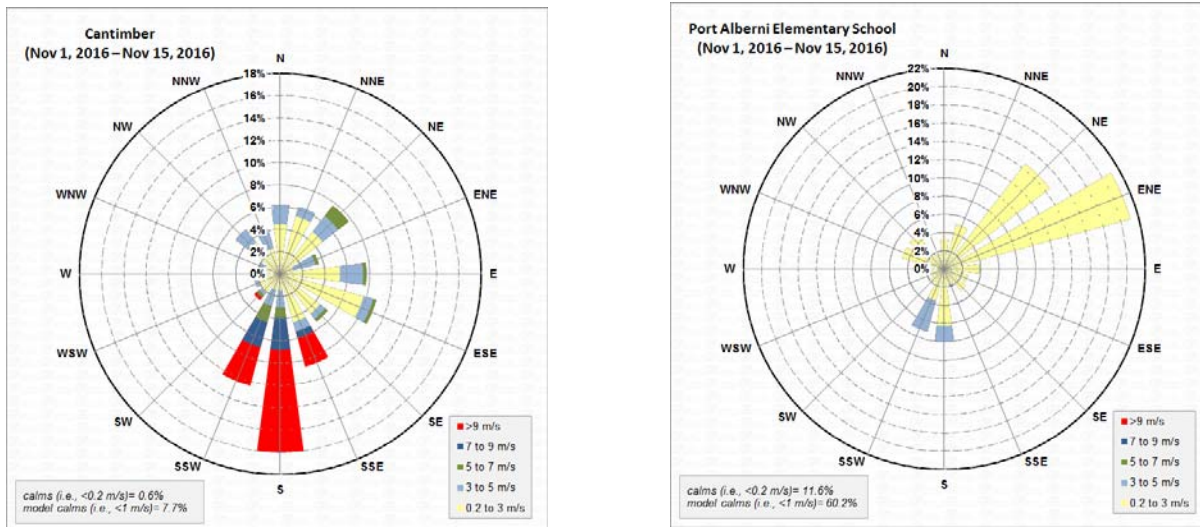 Cantimber
(Nov 1, 2016 – Nov 15, 2016)
N
NNE
NE
ENE
E
ESE
SE
SSE
S
SSW
SW
WSW
W
WNW
NW
NNW
18%
16%
14%
12%
10%
8%
6%
4%
2%
0%
>9 m/s
7 to 9 m/s
5 to 7 m/s
3 to 5 m/s
0.2 to 3 m/s
calms (i.e., <0.2 m/s)= 0.6%
model calms (i.e., <1 m/s)= 7.7%
Port Alberni Elementary School
(Nov 1, 2016 – Nov 15, 2016)
N
NNE
NE
ENE
E
ESE
SE
SSE
S
SSW
SW
WSW
W
WNW
NW
NNW
22%
20%
18%
16%
14%
12%
10%
8%
6%
4%
2%
0%
>9 m/s
7 to 9 m/s
5 to 7 m/s
3 to 5 m/s
0.2 to 3 m/s
calms (i.e., <0.2 m/s)= 11.6%
model calms (i.e., <1 m/s)= 60.2%